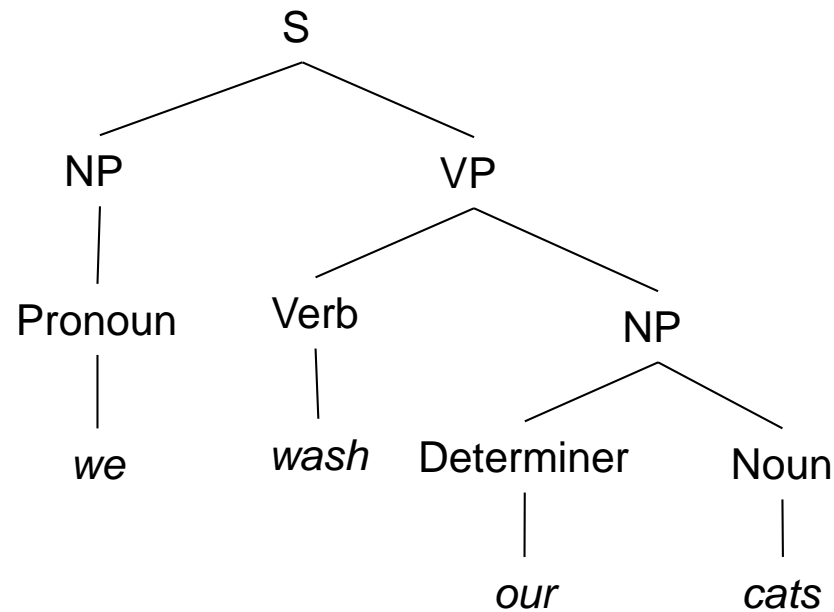 S
NP VP
Pronoun Verb NP
we wash Determiner Noun
our cats